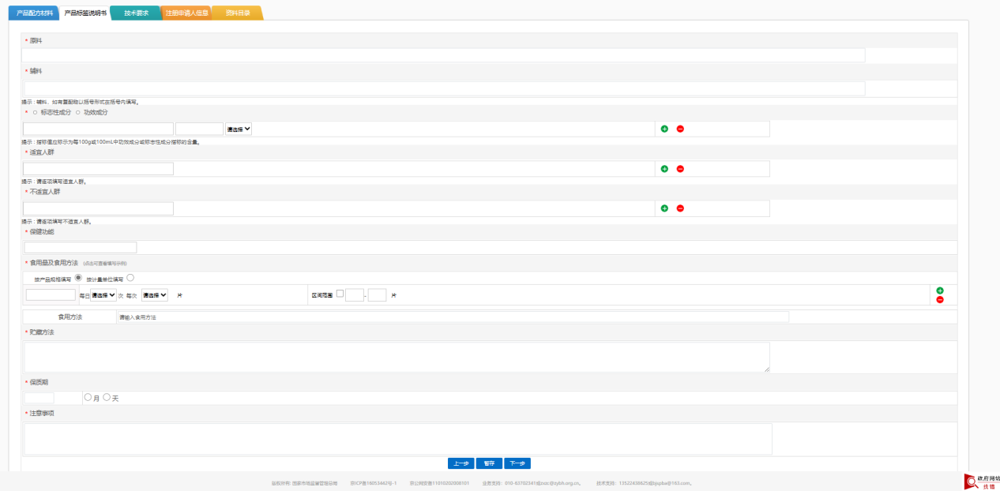 产品配方材料 产品标签说明书 技术要求 注册申请人信息 资料目录
* 原料
* 辅料
提示：辅料，如有复配物以括号形式在括号内填写。
* 标志性成分 功效成分
请选择
提示：指标值应标示为每100g或100mL中功效成分或标志性成分指标的含量。
* 适宜人群
提示：请逐项填写适宜人群。
* 不适宜人群
提示：请逐项填写不适宜人群。
* 保健功能
* 食用量及食用方法 (点击可查看填写示例)
按产品规格填写 按计量单位填写
每日 请选择 次 每次 请选择 片 区间范围 - 片
食用方法 请输入食用方法
* 贮藏方法
* 保质期
月 天
* 注意事项
上一步 暂存 下一步
版权所有: 国家市场监督管理总局 京ICP备16053442号-1 京公网安备11010202008101 业务支持：010-63702341或zxzc@zybh.org.cn。 技术支持：13522438625或bjspba@163.com。
政府网站
找错